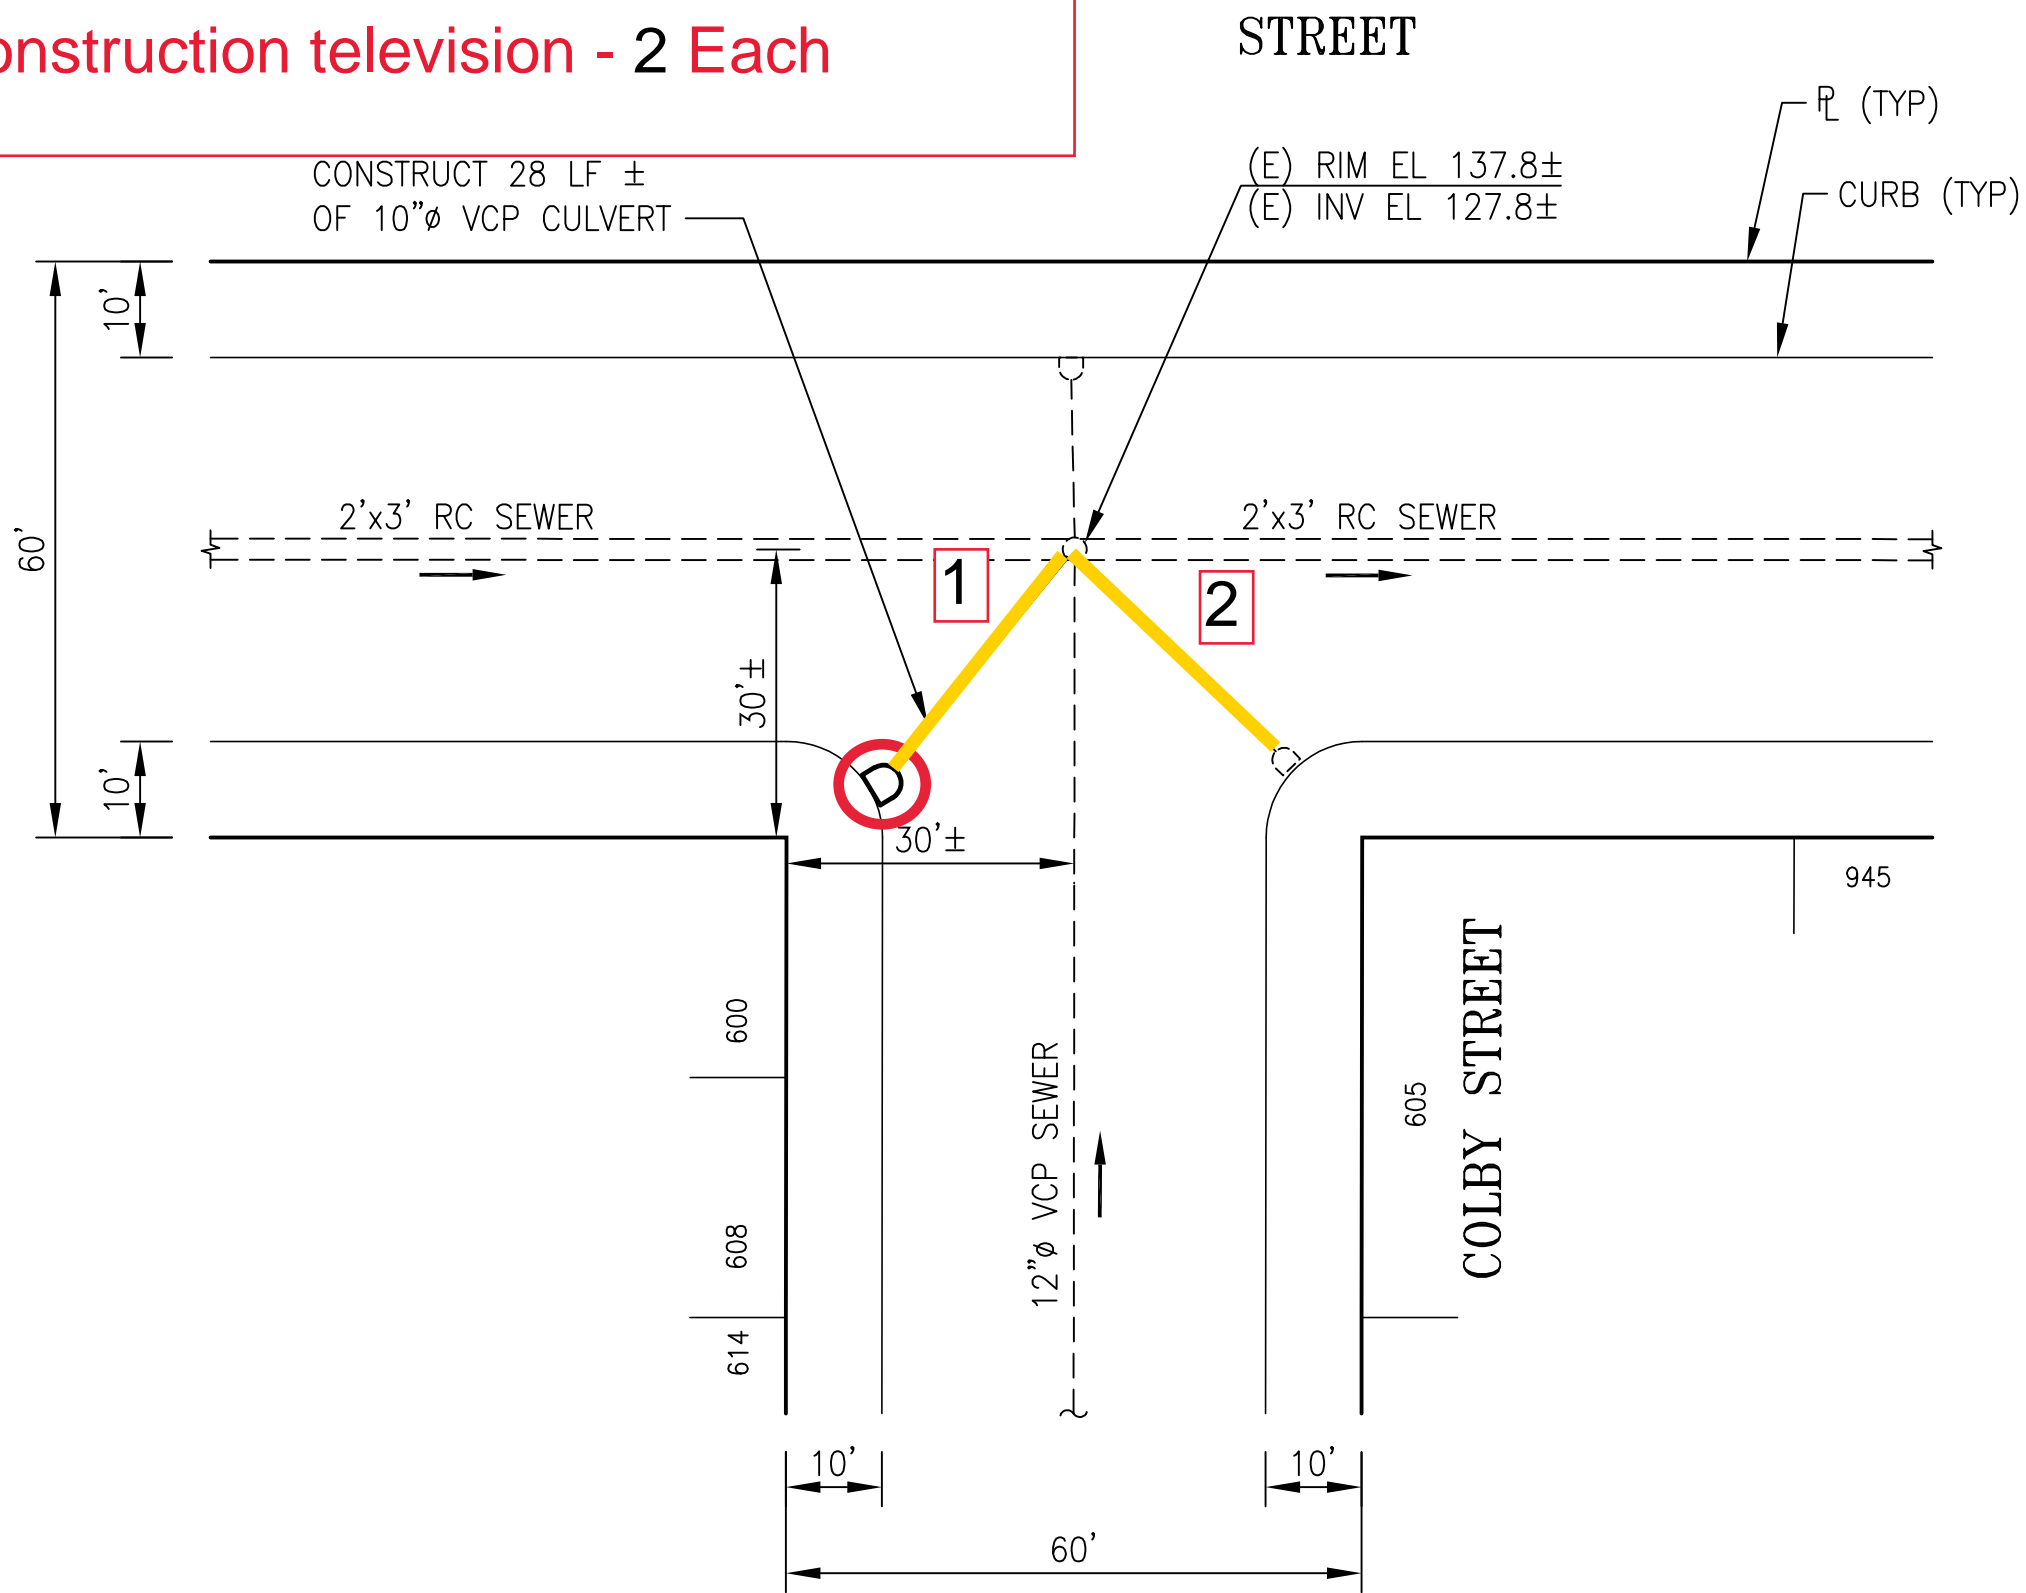 onstruction television - 2 Each
STREET
℄ (TYP)
CURB (TYP)
CONSTRUCT 28 LF ±
OF 10"ø VCP CULVERT
(E) RIM EL 137.8±
(E) INV EL 127.8±
10'
60'
2'x3' RC SEWER
2'x3' RC SEWER
1
2
30'±
10'
30'±
945
600
COLBY STREET
605
12"ø VCP SEWER
608
614
10'
10'
60'